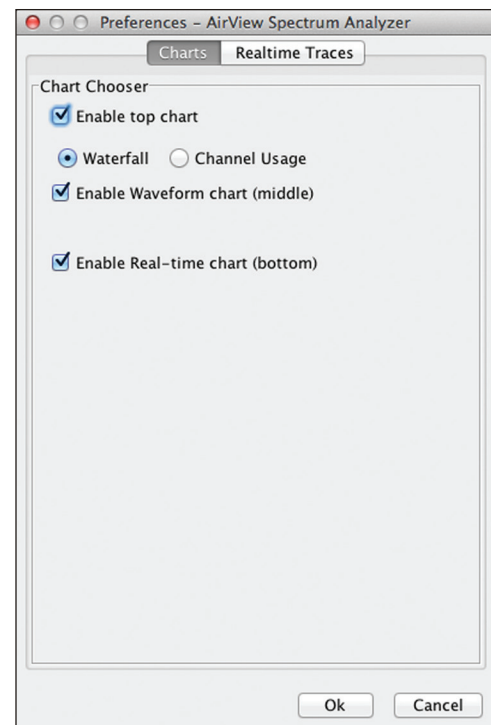 Preferences – AirView Spectrum Analyzer
Charts Realtime Traces
Chart Chooser
Enable top chart
Waterfall Channel Usage
Enable Waveform chart (middle)
Enable Real-time chart (bottom)
Ok Cancel